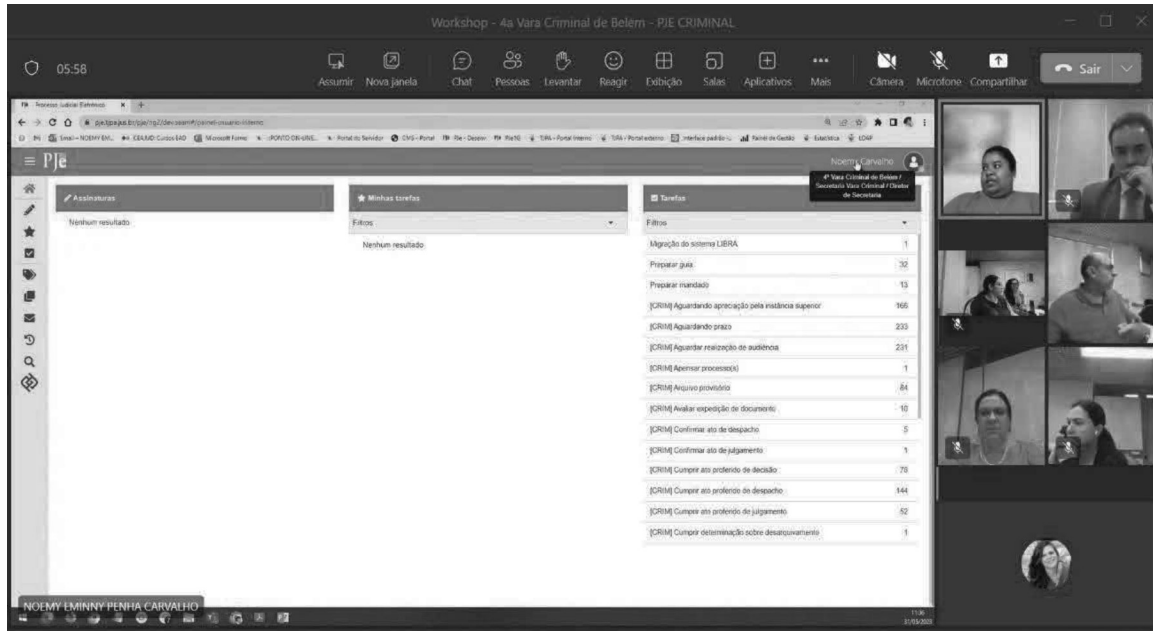 Workshop - 4a Vara Criminal de Belém - PJE CRIMINAL
05:58
Assumir Nova janela Chat Pessoas Levantar Reagir Exibição Salas Aplicativos Mais Câmera Microfone Compartilhar Sair
PJe
Noemy Carvalho
4ª Vara Criminal de Belém /
Secretaria Vara Criminal / Diretor
de Secretaria
Assinaturas
Nenhum resultado
Minhas tarefas
Filtros
Nenhum resultado
Tarefas
Filtros
Migração do sistema LIBRA 1
Preparar guia 32
Preparar mandado 13
[CRIM] Aguardando apreciação pela instância superior 166
[CRIM] Aguardando prazo 233
[CRIM] Aguardar realização de audiência 231
[CRIM] Apensar processo(s) 1
[CRIM] Arquivo provisório 84
[CRIM] Avaliar expedição de documento 10
[CRIM] Confirmar ato de despacho 5
[CRIM] Confirmar ato de julgamento 1
[CRIM] Cumprir ato proferido de decisão 78
[CRIM] Cumprir ato proferido de despacho 144
[CRIM] Cumprir ato proferido de julgamento 52
[CRIM] Cumprir determinação sobre desarquivamento 1
NOEMY EMINNY PENHA CARVALHO
11:36